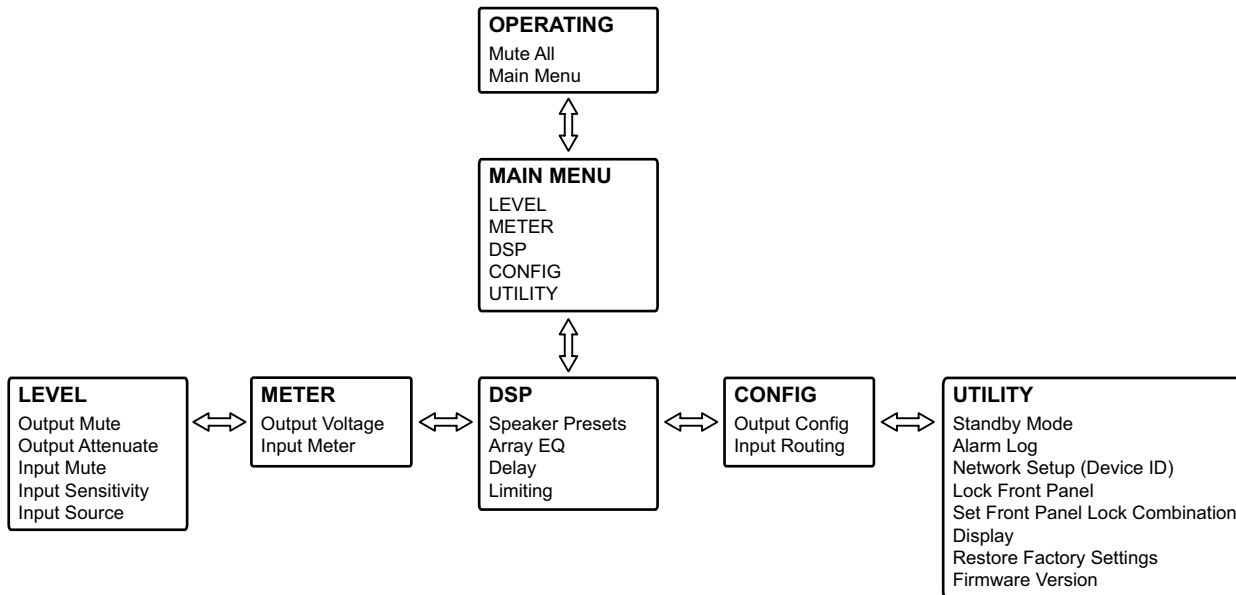 OPERATING
Mute All
Main Menu
MAIN MENU
LEVEL
METER
DSP
CONFIG
UTILITY
LEVEL
Output Mute
Output Attenuate
Input Mute
Input Sensitivity
Input Source
METER
Output Voltage
Input Meter
DSP
Speaker Presets
Array EQ
Delay
Limiting
CONFIG
Output Config
Input Routing
UTILITY
Standby Mode
Alarm Log
Network Setup (Device ID)
Lock Front Panel
Set Front Panel Lock Combination
Display
Restore Factory Settings
Firmware Version